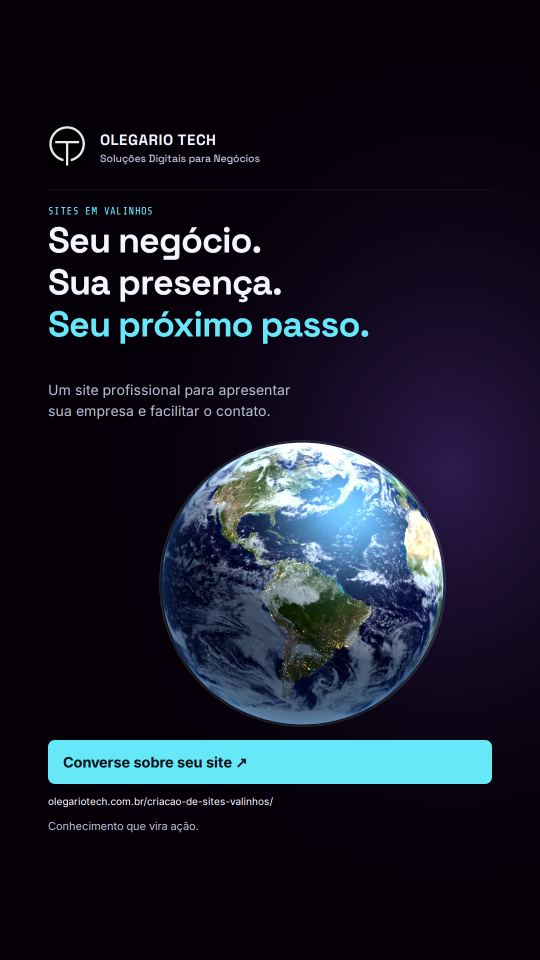 OLEGARIO TECH
Soluções Digitais para Negócios
SITES EM VALINHOS
Seu negócio.
Sua presença.
Seu próximo passo.
Um site profissional para apresentar
sua empresa e facilitar o contato.
Converse sobre seu site ↗
olegariotech.com.br/criacao-de-sites-valinhos/
Conhecimento que vira ação.